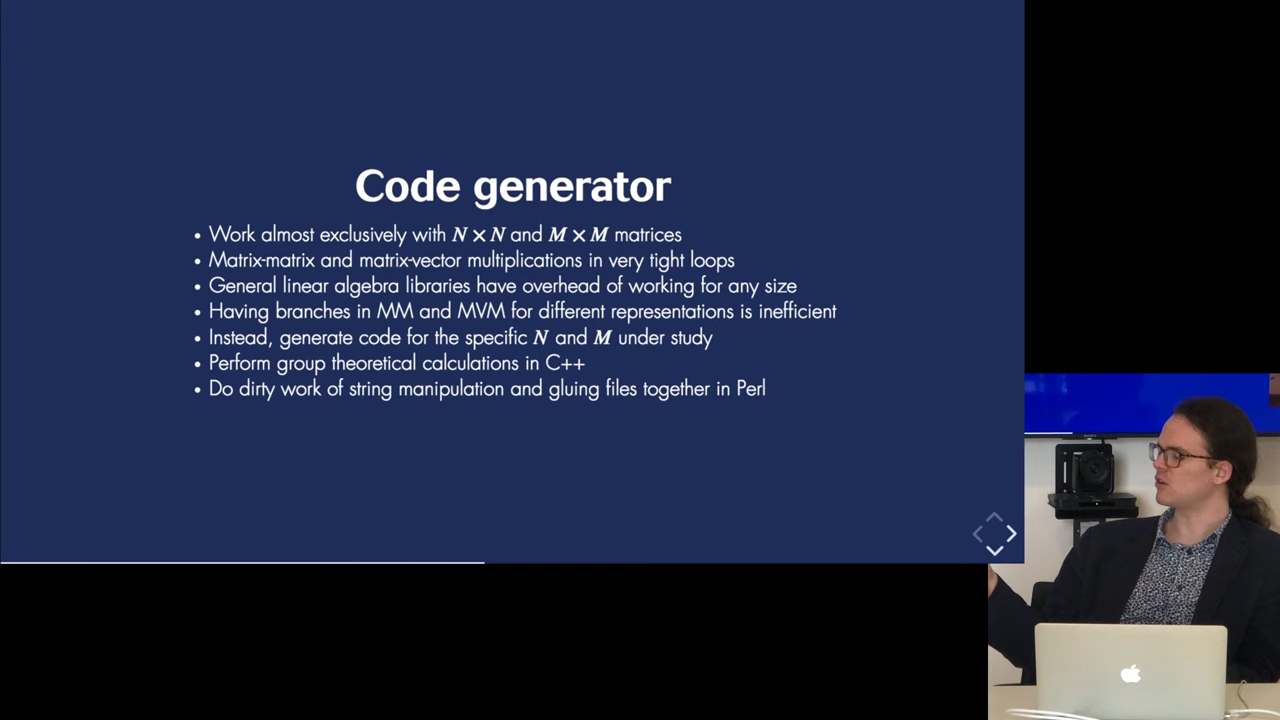 Code generator
• Work almost exclusively with N × N and M × M matrices
• Matrix-matrix and matrix-vector multiplications in very tight loops
• General linear algebra libraries have overhead of working for any size
• Having branches in MM and MVM for different representations is inefficient
• Instead, generate code for the specific N and M under study
• Perform group theoretical calculations in C++
• Do dirty work of string manipulation and gluing files together in Perl